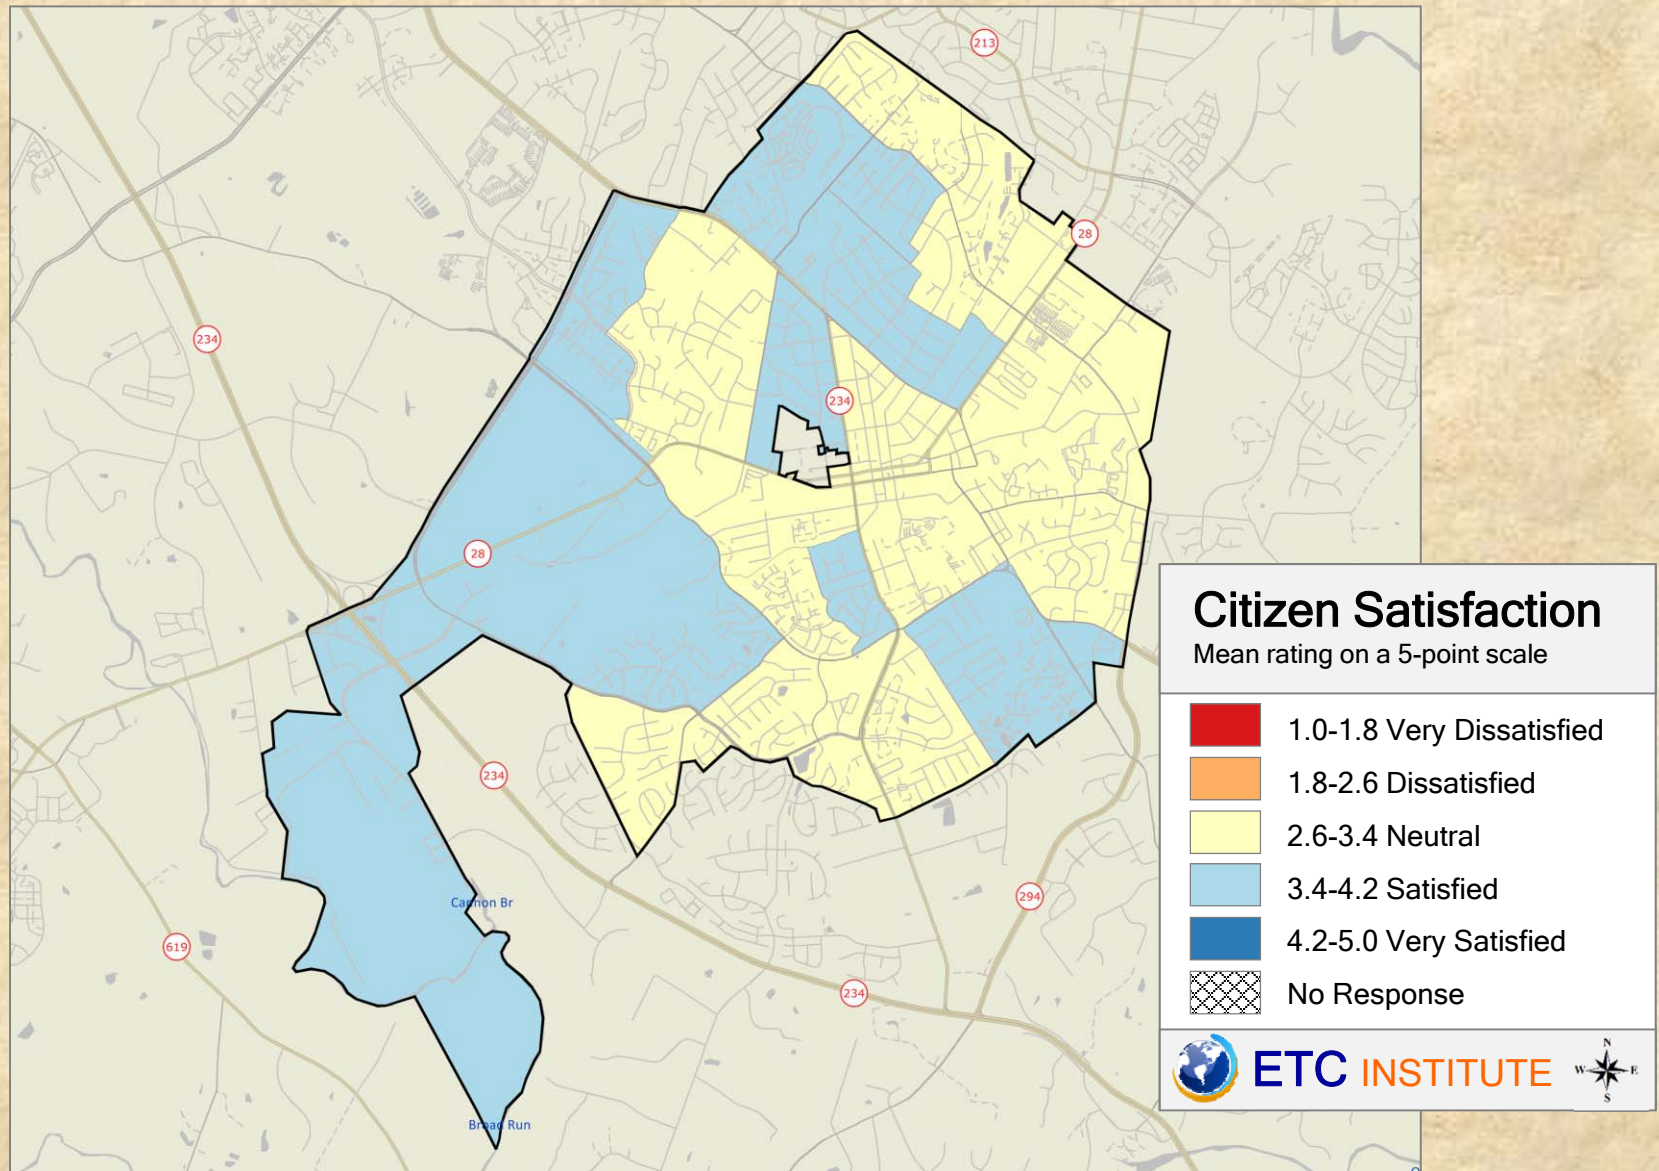 213
28
234
234
28
Citizen Satisfaction
Mean rating on a 5-point scale
1.0-1.8 Very Dissatisfied
1.8-2.6 Dissatisfied
2.6-3.4 Neutral
3.4-4.2 Satisfied
4.2-5.0 Very Satisfied
No Response
234
294
Cannon Br
619
234
ETC INSTITUTE
N
W E
S
Broad Run